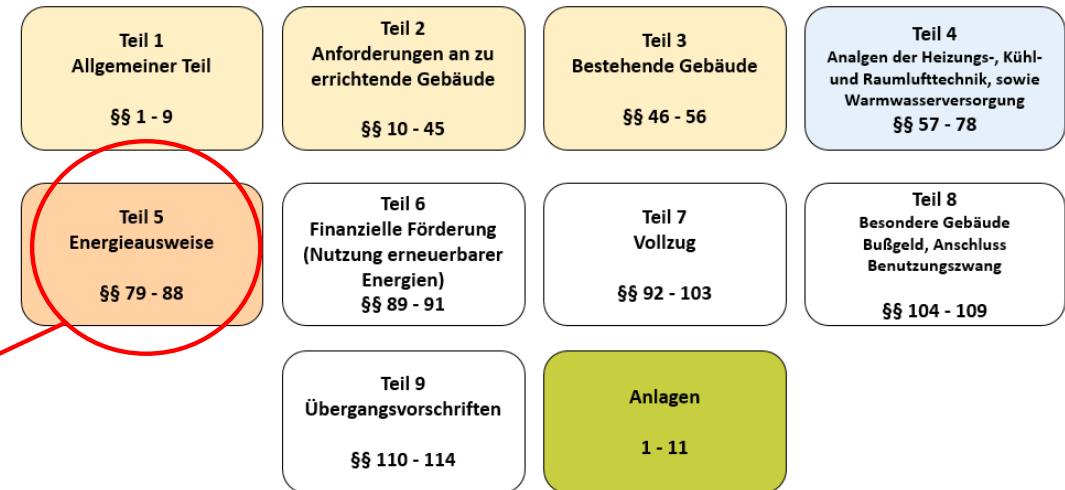 Teil 1
Allgemeiner Teil
§§ 1 - 9
Teil 2
Anforderungen an zu
errichtende Gebäude
§§ 10 - 45
Teil 3
Bestehende Gebäude
§§ 46 - 56
Teil 4
Analgen der Heizungs-, Kühl-
und Raumlufttechnik, sowie
Warmwasserversorgung
§§ 57 - 78
Teil 5
Energieausweise
§§ 79 - 88
Teil 6
Finanzielle Förderung
(Nutzung erneuerbarer
Energien)
§§ 89 - 91
Teil 7
Vollzug
§§ 92 - 103
Teil 8
Besondere Gebäude
Bußgeld, Anschluss
Benutzungszwang
§§ 104 - 109
Teil 9
Übergangsvorschriften
§§ 110 - 114
Anlagen
1 - 11